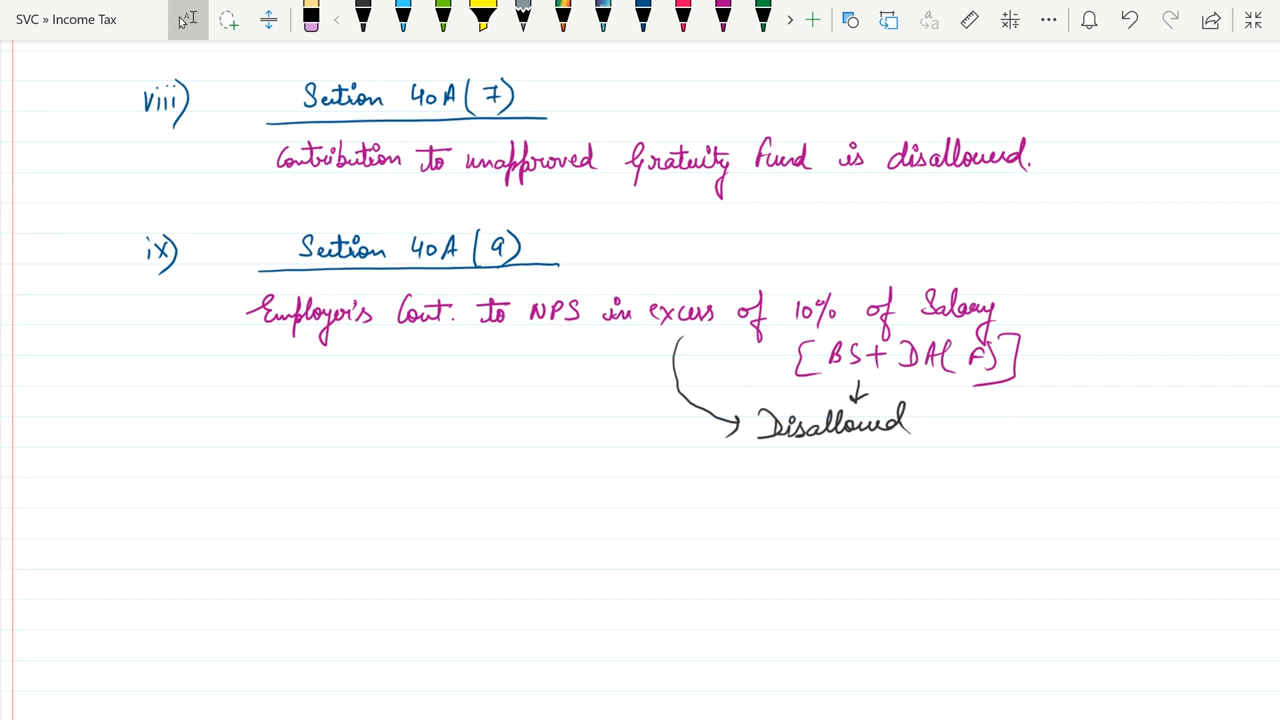 SVC » Income Tax
viii) Section 40A(7)
Contribution to unapproved Gratuity Fund is disallowed.
ix) Section 40A(9)
Employer's Cont. to NPS in excess of 10% of Salary
[BS+ DA(F)]
Disallowed